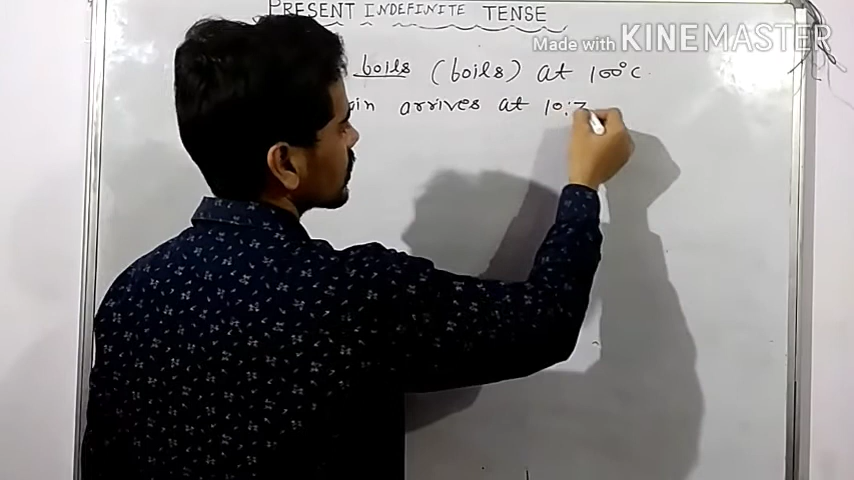 PRESENT INDEFINITE TENSE
Made with KINEMASTER
boils (boils) at 100°C.
arrives at 10: